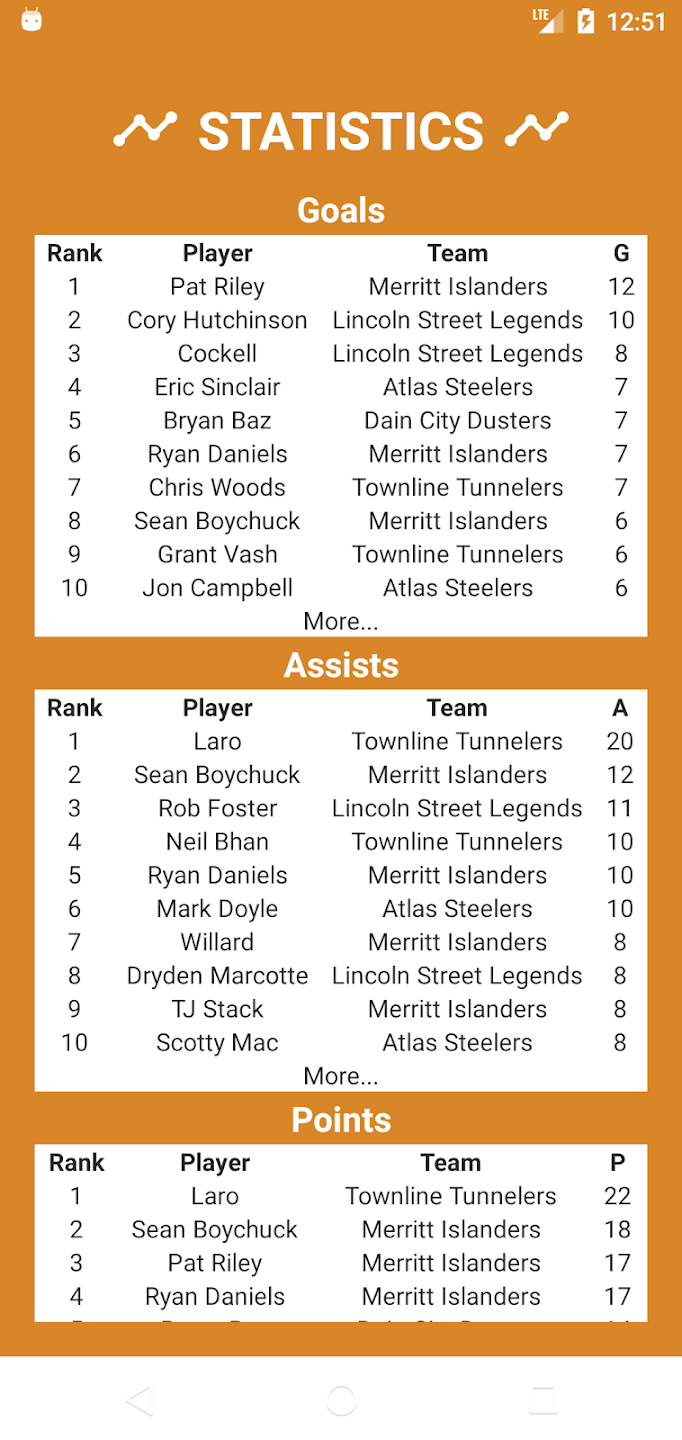 LTE 12:51
STATISTICS
Goals
Rank Player Team G
1 Pat Riley Merritt Islanders 12
2 Cory Hutchinson Lincoln Street Legends 10
3 Cockell Lincoln Street Legends 8
4 Eric Sinclair Atlas Steelers 7
5 Bryan Baz Dain City Dusters 7
6 Ryan Daniels Merritt Islanders 7
7 Chris Woods Townline Tunnelers 7
8 Sean Boychuck Merritt Islanders 6
9 Grant Vash Townline Tunnelers 6
10 Jon Campbell Atlas Steelers 6
More...
Assists
Rank Player Team A
1 Laro Townline Tunnelers 20
2 Sean Boychuck Merritt Islanders 12
3 Rob Foster Lincoln Street Legends 11
4 Neil Bhan Townline Tunnelers 10
5 Ryan Daniels Merritt Islanders 10
6 Mark Doyle Atlas Steelers 10
7 Willard Merritt Islanders 8
8 Dryden Marcotte Lincoln Street Legends 8
9 TJ Stack Merritt Islanders 8
10 Scotty Mac Atlas Steelers 8
More...
Points
Rank Player Team P
1 Laro Townline Tunnelers 22
2 Sean Boychuck Merritt Islanders 18
3 Pat Riley Merritt Islanders 17
4 Ryan Daniels Merritt Islanders 17